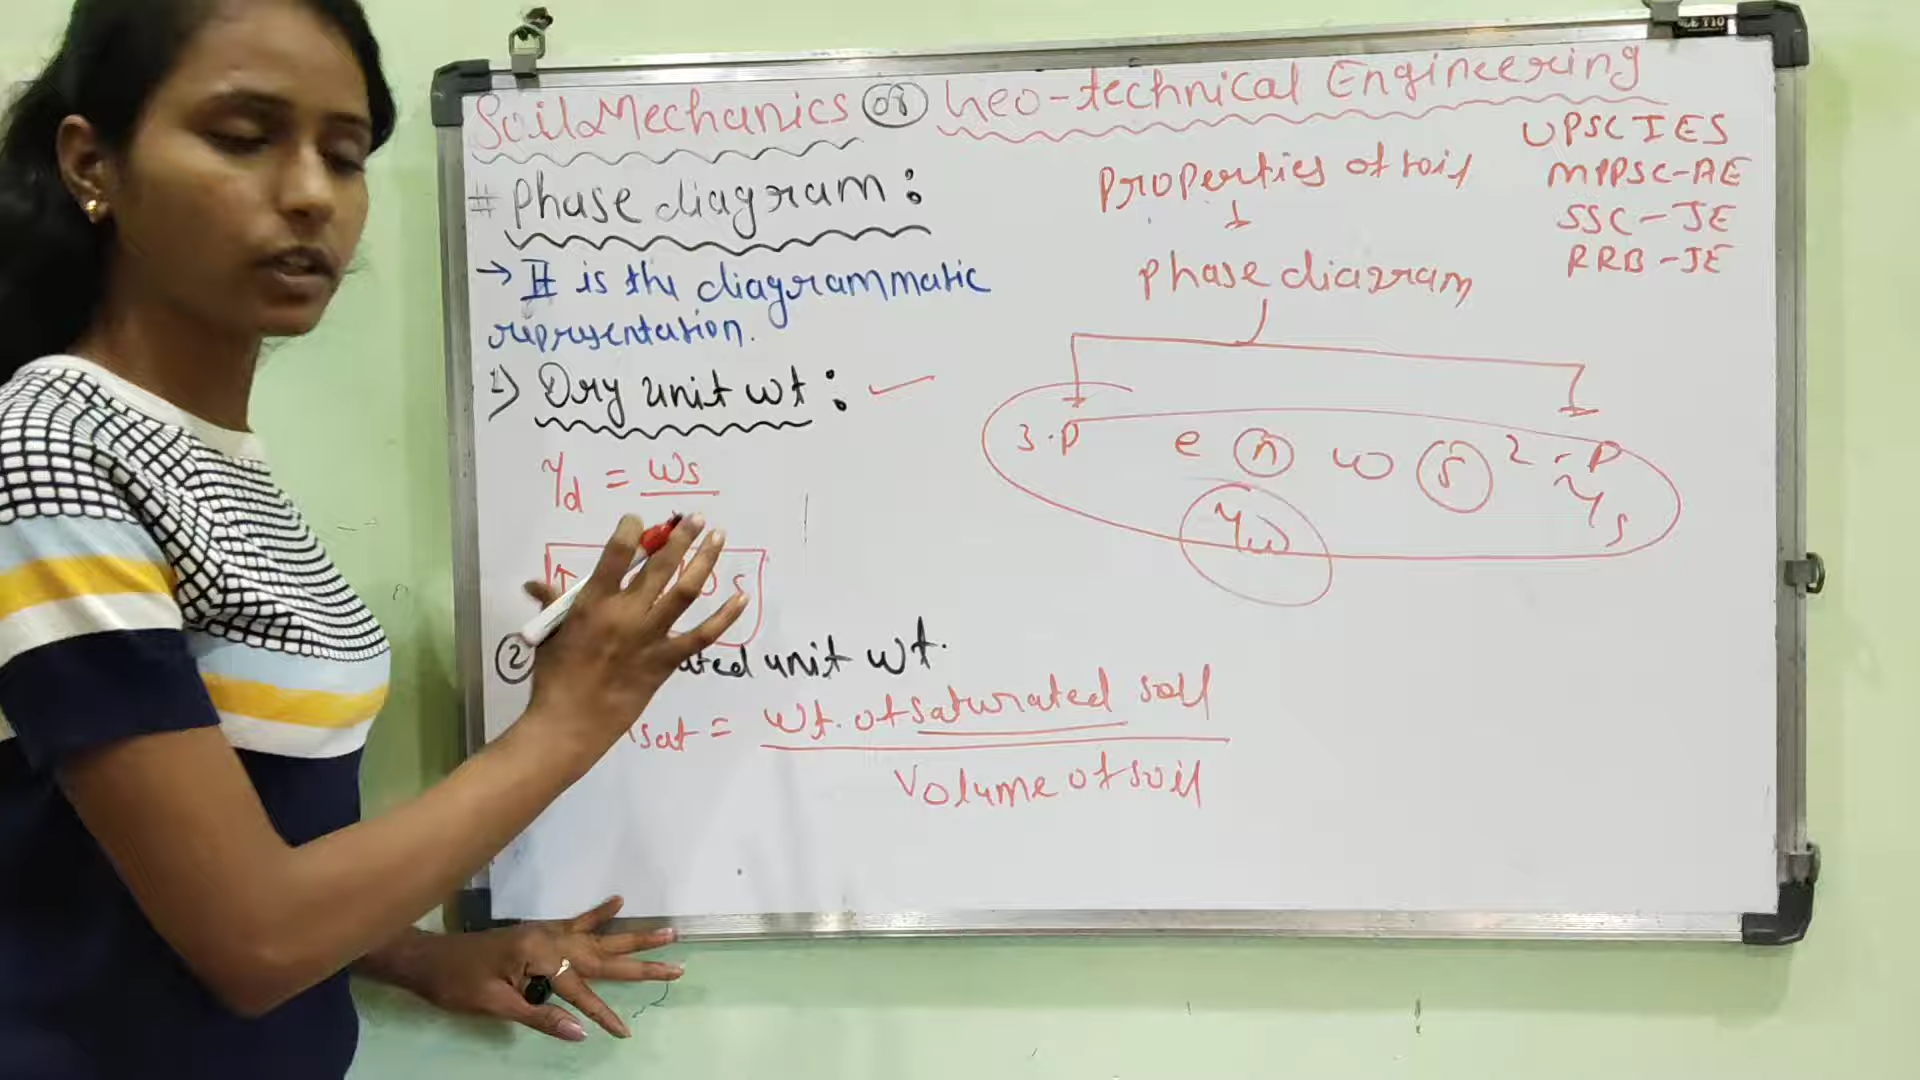 Soil Mechanics or Geo-technical Engineering
# Phase diagram:
→ It is the diagrammatic
representation.
1) Dry unit wt:
γd = ws
s
2 unit wt.
sat = wt. of saturated soil
Volume of soil
Properties of soil
↓
phase diagram
3-P e n w S 2-P
γw γs
UPSC IES
MPPSC-AE
SSC-JE
RRB-JE